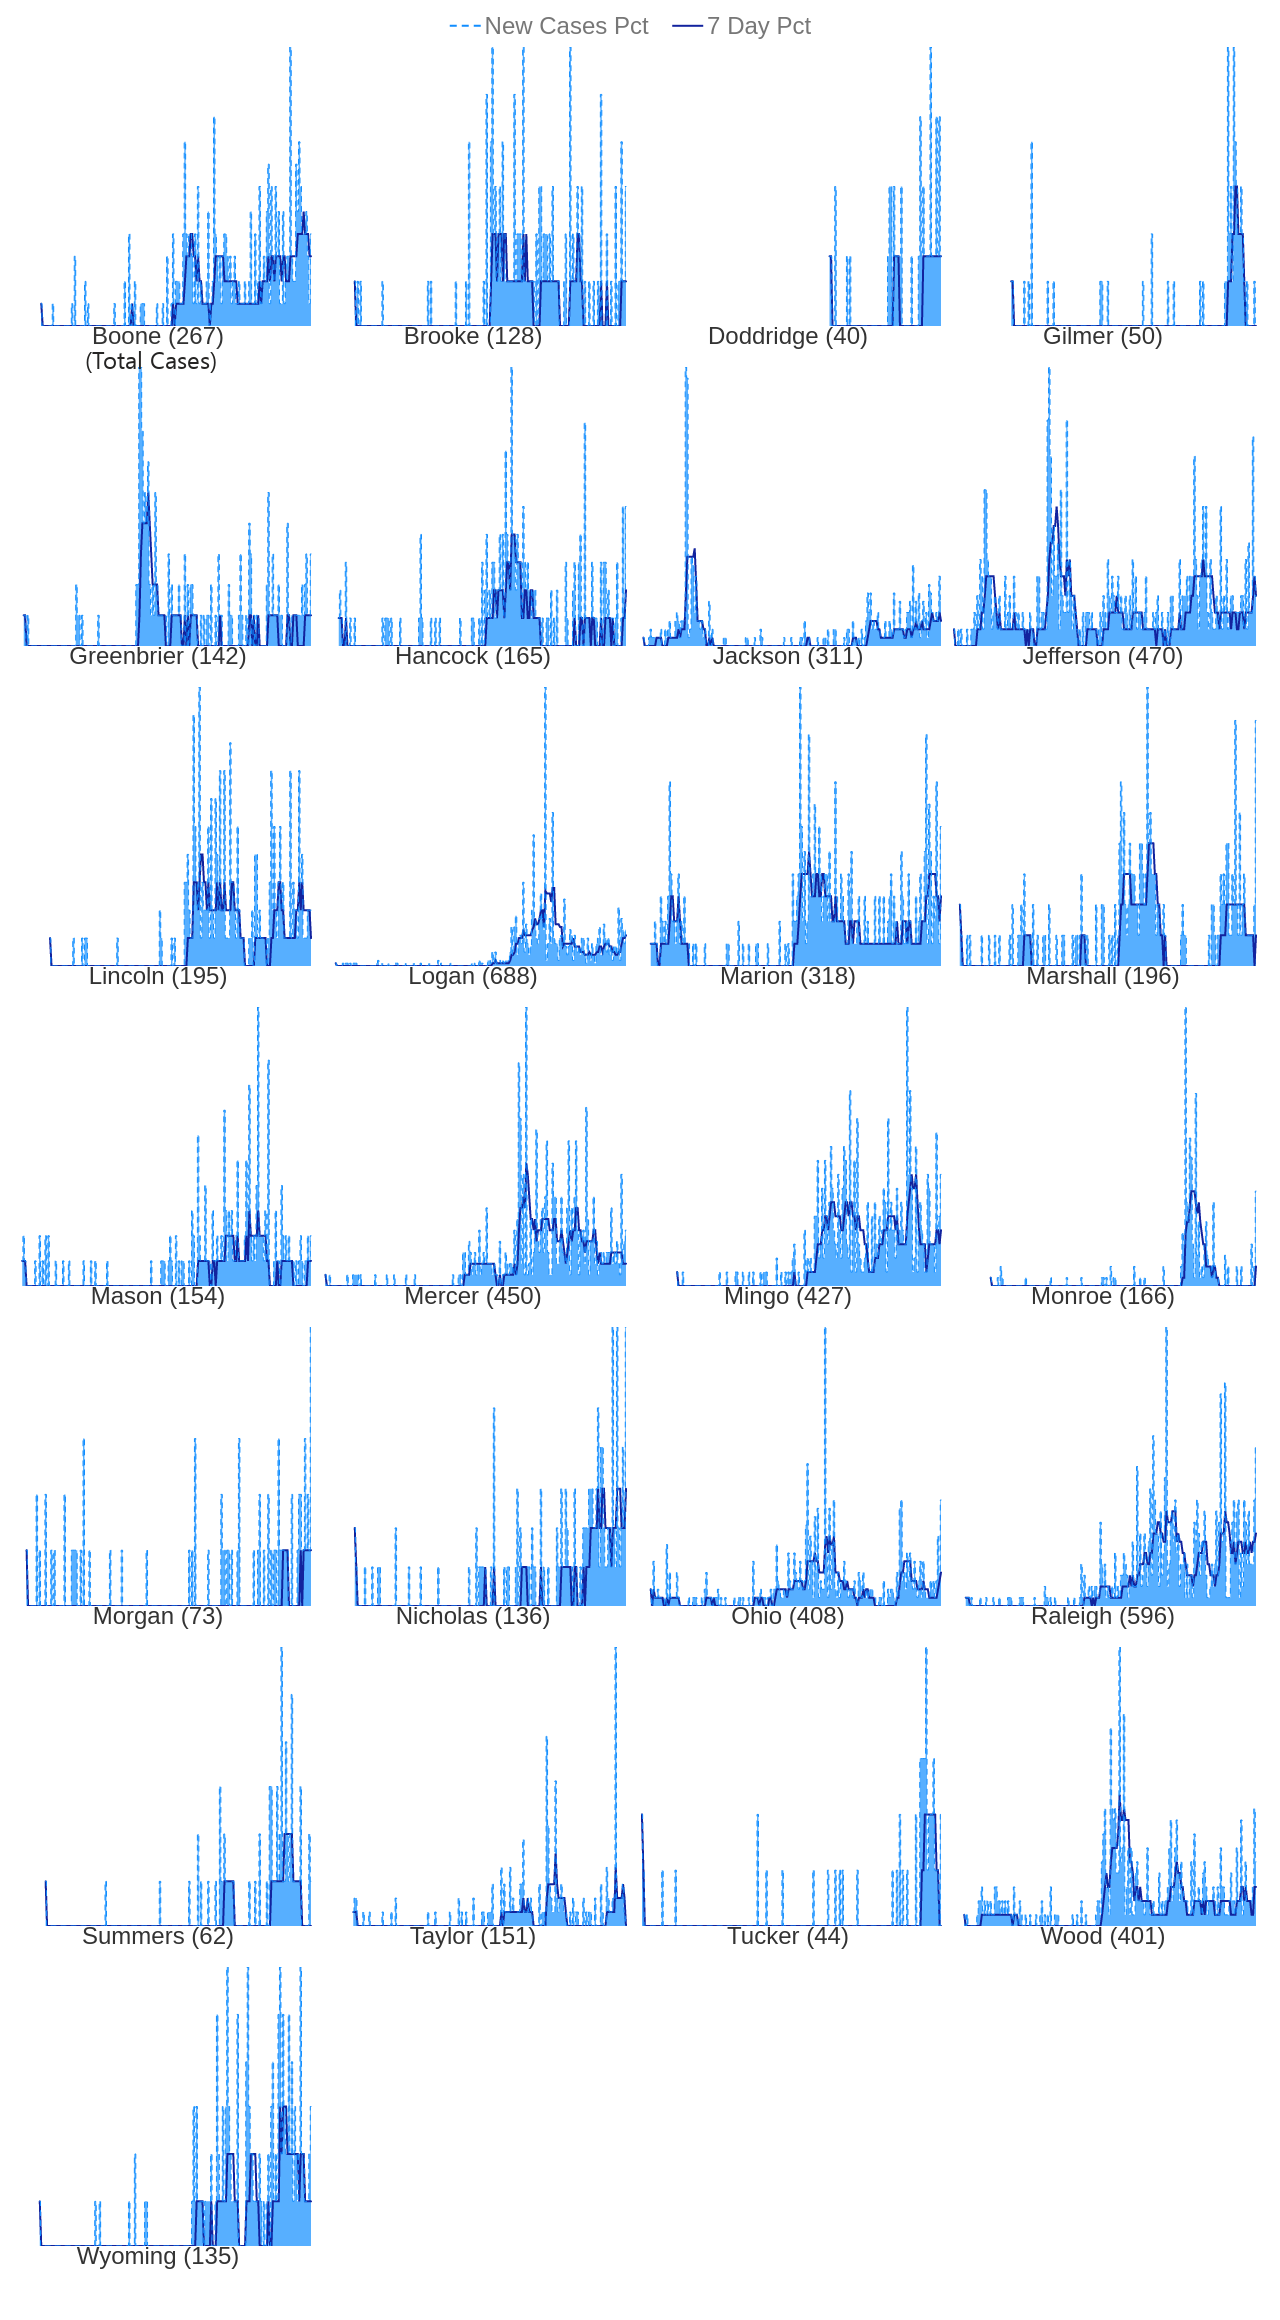 New Cases Pct 7 Day Pct
Boone (267) Brooke (128) Doddridge (40) Gilmer (50)
(Total Cases)
Greenbrier (142) Hancock (165) Jackson (311) Jefferson (470)
Lincoln (195) Logan (688) Marion (318) Marshall (196)
Mason (154) Mercer (450) Mingo (427) Monroe (166)
Morgan (73) Nicholas (136) Ohio (408) Raleigh (596)
Summers (62) Taylor (151) Tucker (44) Wood (401)
Wyoming (135)